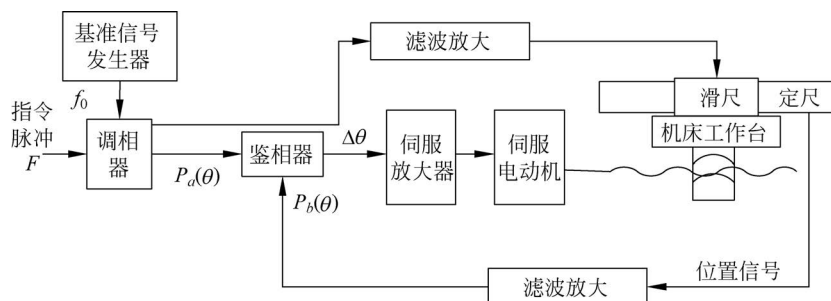 基准信号
发生器
滤波放大
f₀
指令
脉冲
F
调相
器
Pₐ(θ)
鉴相器
Δθ
P_b(θ)
伺服
放大器
伺服
电动机
滑尺
定尺
机床工作台
位置信号
滤波放大